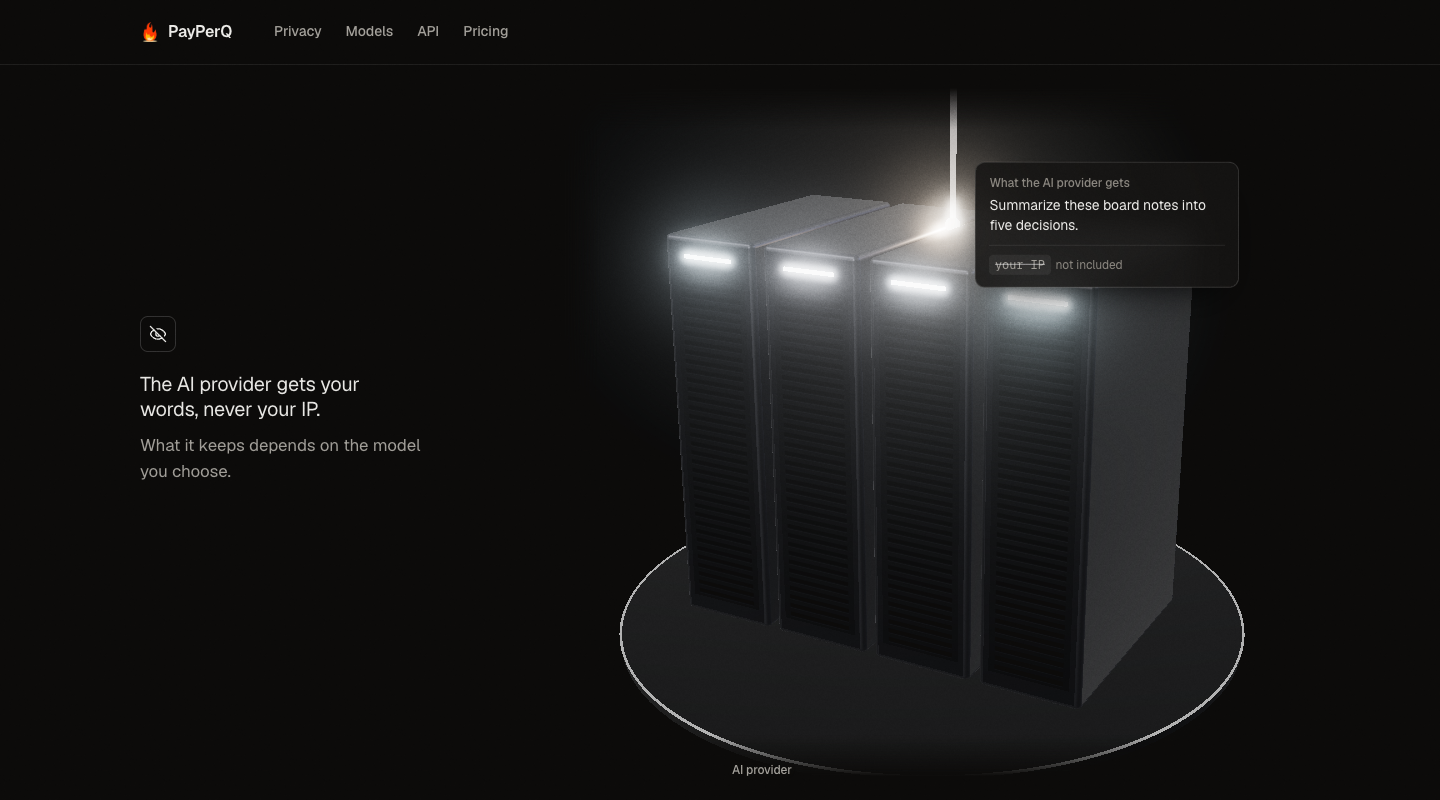 PayPerQ
Privacy
Models
API
Pricing
What the AI provider gets
Summarize these board notes into
five decisions.
your IP not included
The AI provider gets your
words, never your IP.
What it keeps depends on the model
you choose.
AI provider